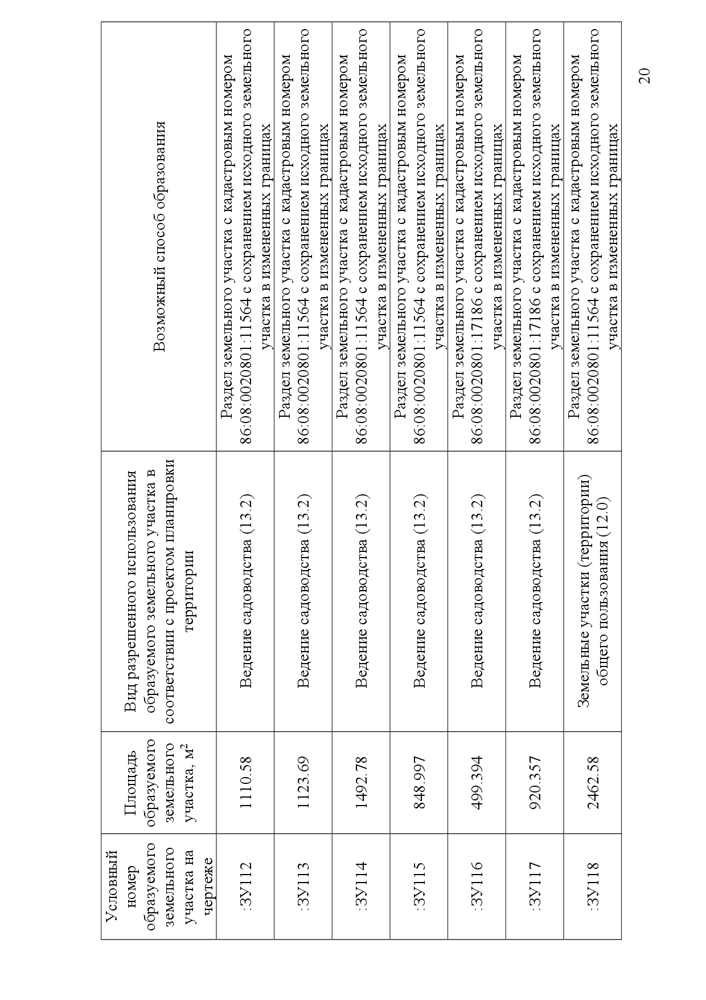 Условный
номер
образуемого
земельного
участка на
чертеже
Площадь
образуемого
земельного
участка, м²
Вид разрешенного использования
образуемого земельного участка в
соответствии с проектом планировки
территории
Возможный способ образования
:ЗУ112
1110.58
Ведение садоводства (13.2)
Раздел земельного участка с кадастровым номером
86:08:0020801:11564 с сохранением исходного земельного
участка в измененных границах
:ЗУ113
1123.69
Ведение садоводства (13.2)
Раздел земельного участка с кадастровым номером
86:08:0020801:11564 с сохранением исходного земельного
участка в измененных границах
:ЗУ114
1492.78
Ведение садоводства (13.2)
Раздел земельного участка с кадастровым номером
86:08:0020801:11564 с сохранением исходного земельного
участка в измененных границах
:ЗУ115
848.997
Ведение садоводства (13.2)
Раздел земельного участка с кадастровым номером
86:08:0020801:11564 с сохранением исходного земельного
участка в измененных границах
:ЗУ116
499.394
Ведение садоводства (13.2)
Раздел земельного участка с кадастровым номером
86:08:0020801:17186 с сохранением исходного земельного
участка в измененных границах
:ЗУ117
920.357
Ведение садоводства (13.2)
Раздел земельного участка с кадастровым номером
86:08:0020801:17186 с сохранением исходного земельного
участка в измененных границах
:ЗУ118
2462.58
Земельные участки (территории)
общего пользования (12.0)
Раздел земельного участка с кадастровым номером
86:08:0020801:11564 с сохранением исходного земельного
участка в измененных границах
20